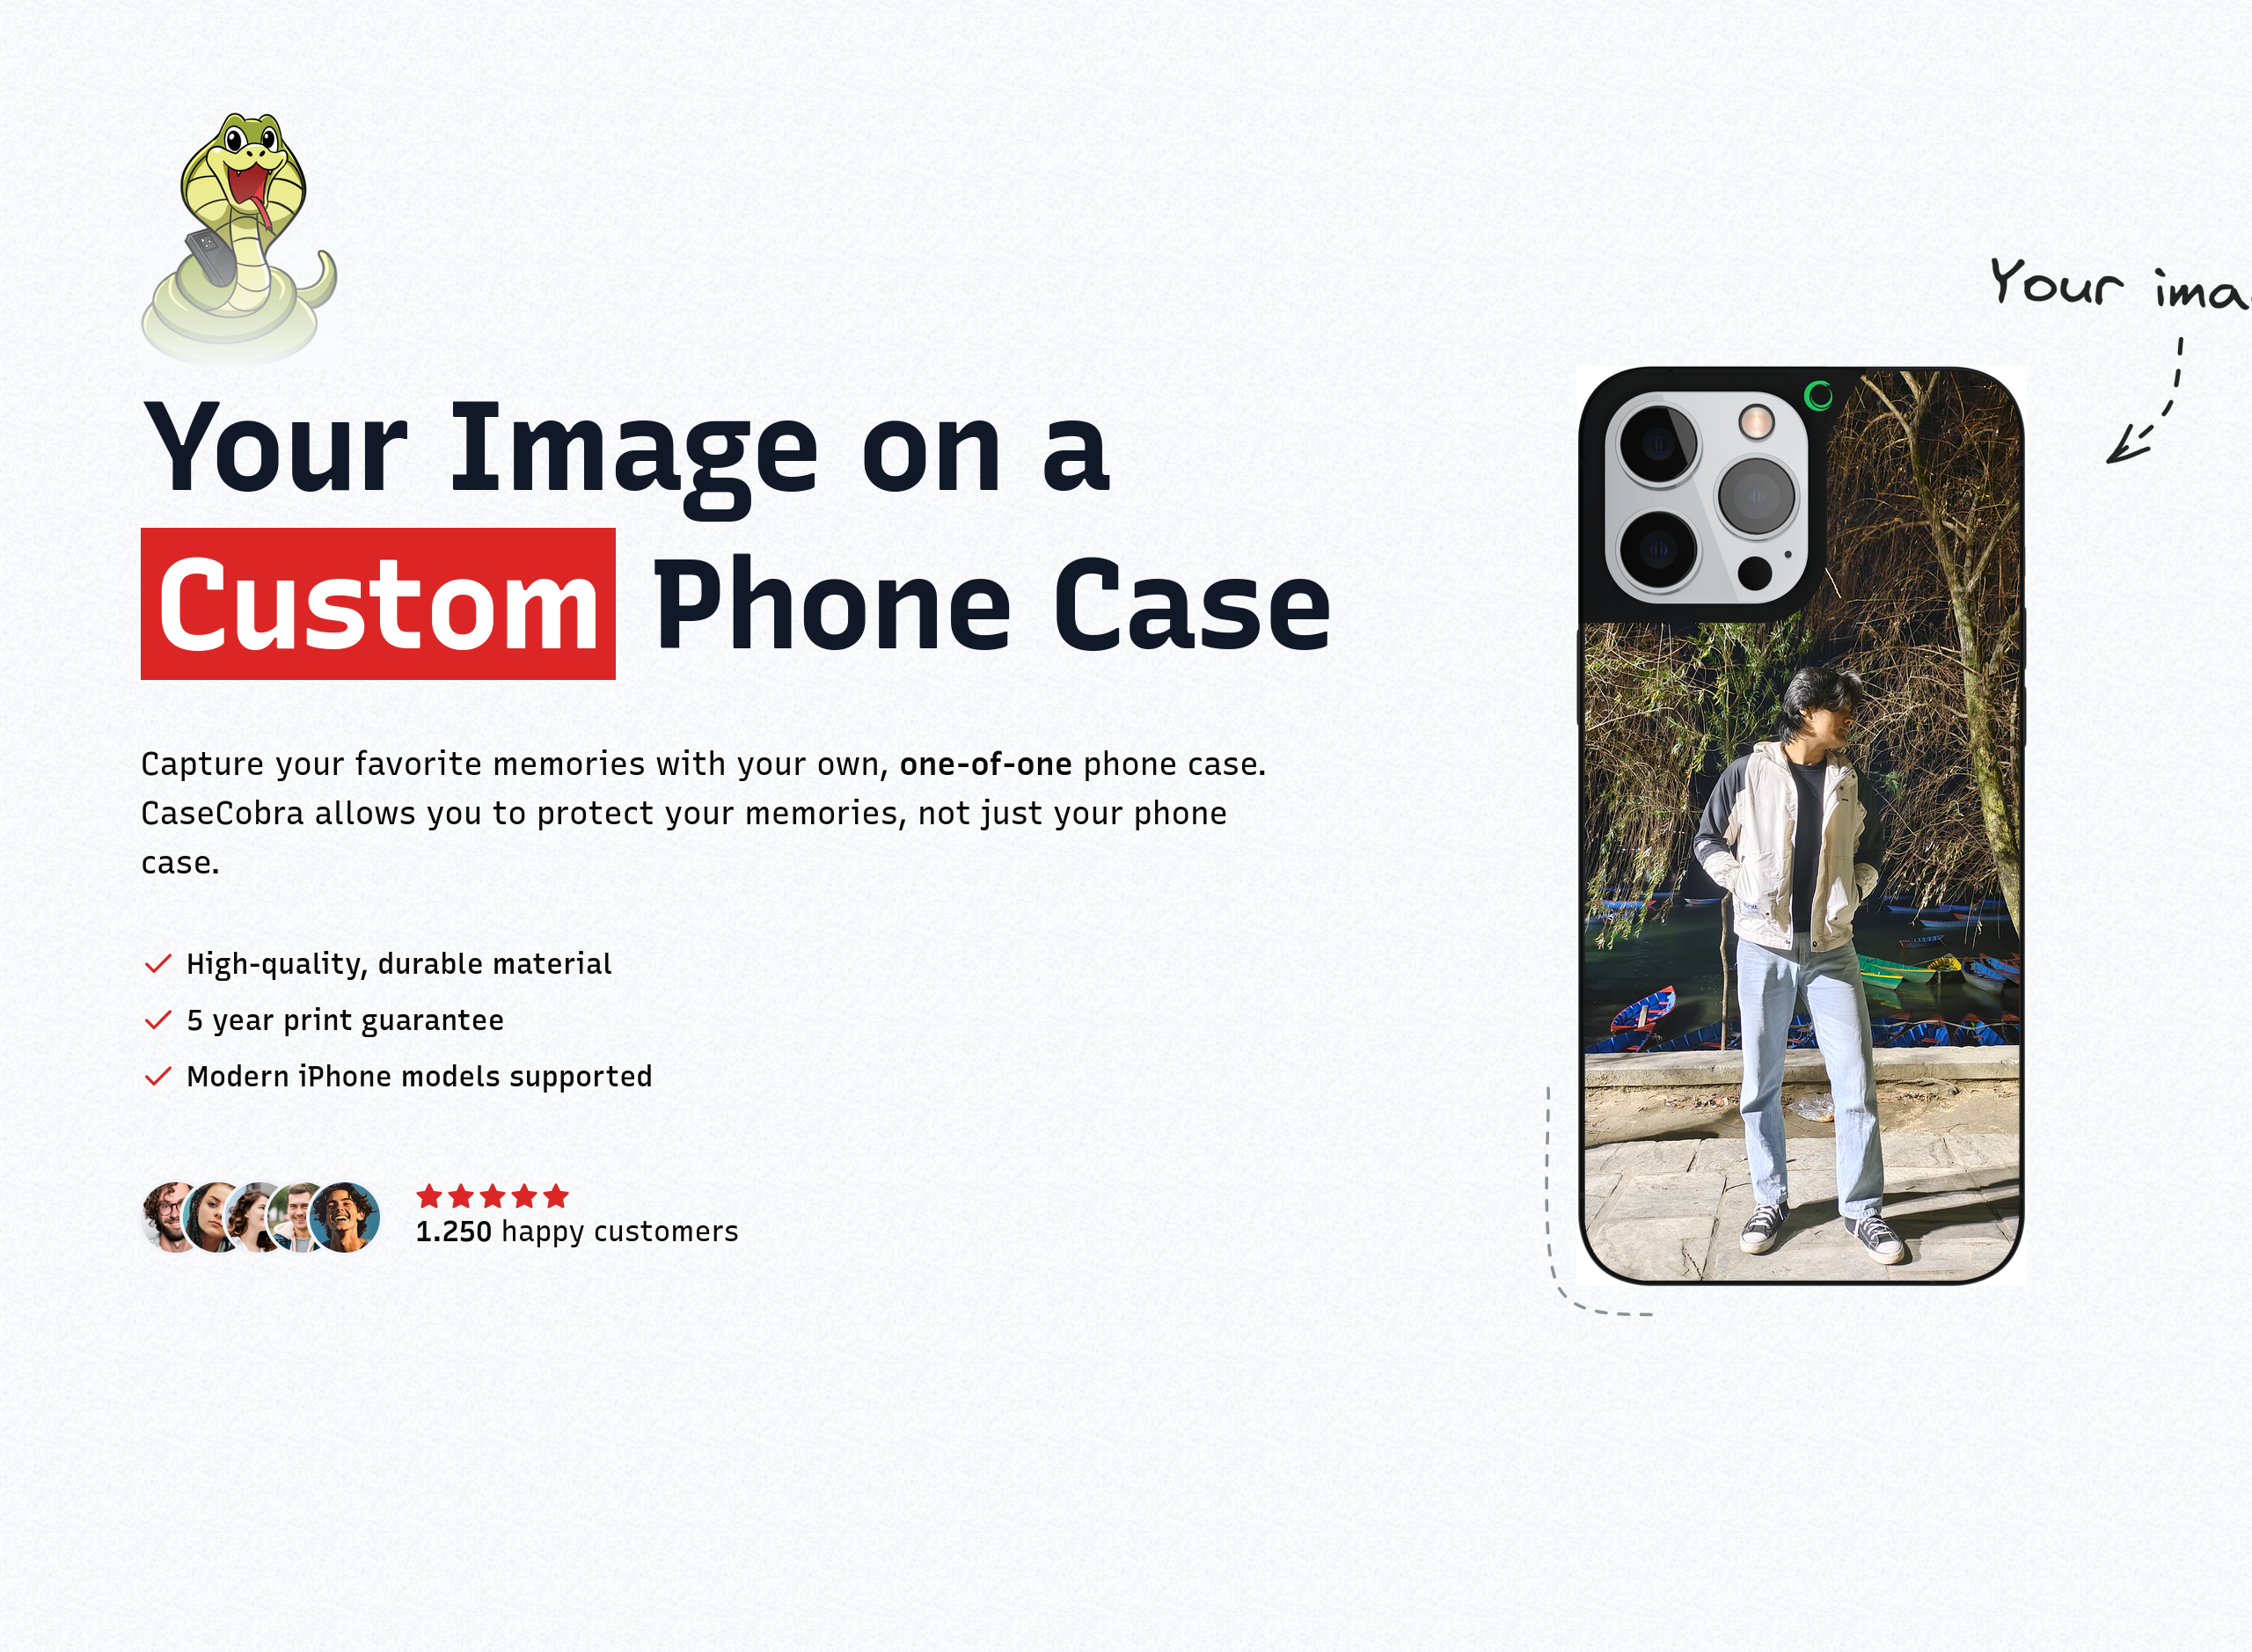 Your Image on a
Custom Phone Case
Capture your favorite memories with your own, one-of-one phone case.
CaseCobra allows you to protect your memories, not just your phone
case.
High-quality, durable material
5 year print guarantee
Modern iPhone models supported
1.250 happy customers
Your